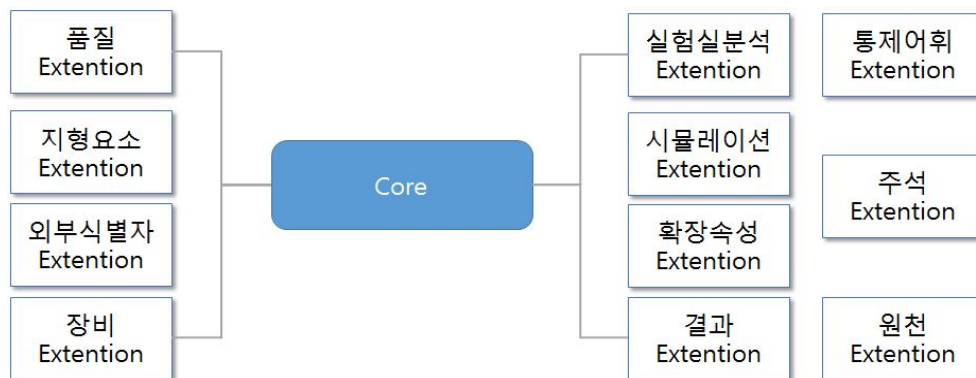 품질
Extention
지형요소
Extention
외부식별자
Extention
장비
Extention
Core
실험실분석
Extention
시뮬레이션
Extention
확장속성
Extention
결과
Extention
통제어휘
Extention
주석
Extention
원천
Extention